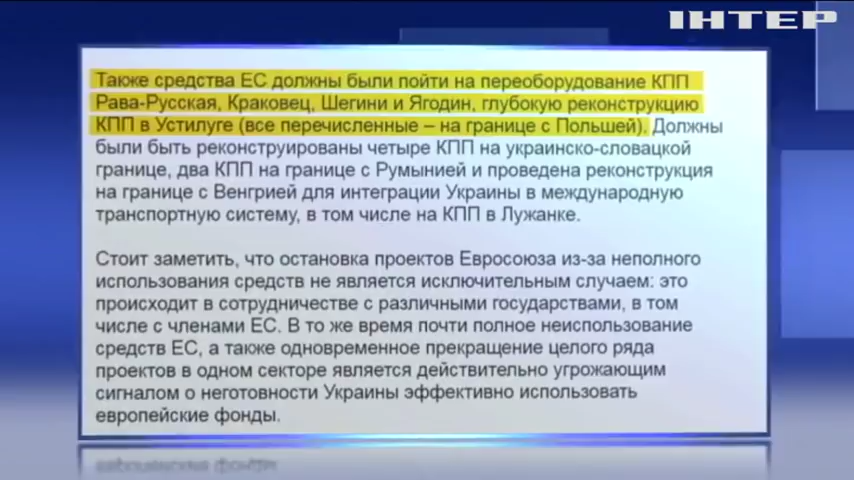 ІНТЕР
Также средства ЕС должны были пойти на переоборудование КПП
Рава-Русская, Краковец, Шегини и Ягодин, глубокую реконструкцию
КПП в Устилуге (все перечисленные – на границе с Польшей). Должны
были быть реконструированы четыре КПП на украинско-словацкой
границе, два КПП на границе с Румынией и проведена реконструкция
на границе с Венгрией для интеграции Украины в международную
транспортную систему, в том числе на КПП в Лужанке.
Стоит заметить, что остановка проектов Евросоюза из-за неполного
использования средств не является исключительным случаем: это
происходит в сотрудничестве с различными государствами, в том
числе с членами ЕС. В то же время почти полное неиспользование
средств ЕС, а также одновременное прекращение целого ряда
проектов в одном секторе является действительно угрожающим
сигналом о неготовности Украины эффективно использовать
европейские фонды.